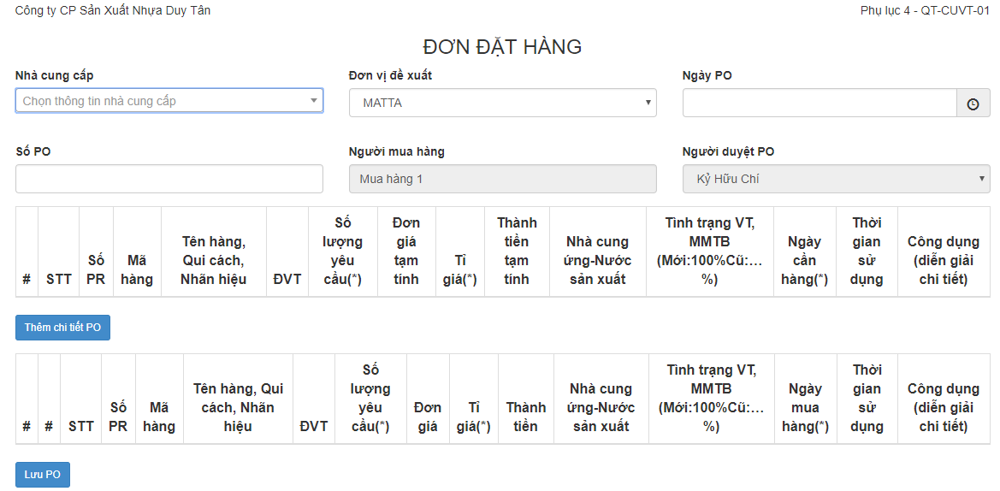 Công ty CP Sản Xuất Nhựa Duy Tân
Phụ lục 4 - QT-CUVT-01
ĐƠN ĐẶT HÀNG
Nhà cung cấp
Đơn vị đề xuất
Ngày PO
Chọn thông tin nhà cung cấp
MATTA
Số PO
Người mua hàng
Người duyệt PO
Mua hàng 1
Kỷ Hữu Chí
#
STT
Số
PR
Mã
hàng
Tên hàng,
Qui cách,
Nhãn hiệu
ĐVT
Số
lượng
yêu
cầu(*)
Đơn
giá
tạm
tính
Tỉ
giá(*)
Thành
tiền
tạm
tính
Nhà cung
ứng-Nước
sản xuất
Tình trạng VT,
MMTB
(Mới:100%Cũ:…
%)
Ngày
cần
hàng(*)
Thời
gian
sử
dụng
Công dụng
(diễn giải
chi tiết)
Thêm chi tiết PO
#
#
STT
Số
PR
Mã
hàng
Tên hàng, Qui
cách, Nhãn
hiệu
ĐVT
Số
lượng
yêu
cầu(*)
Đơn
giá
Tỉ
giá(*)
Thành
tiền
Nhà cung
ứng-Nước
sản xuất
Tình trạng VT,
MMTB
(Mới:100%Cũ:…
%)
Ngày
mua
hàng(*)
Thời
gian
sử
dụng
Công dụng
(diễn giải
chi tiết)
Lưu PO